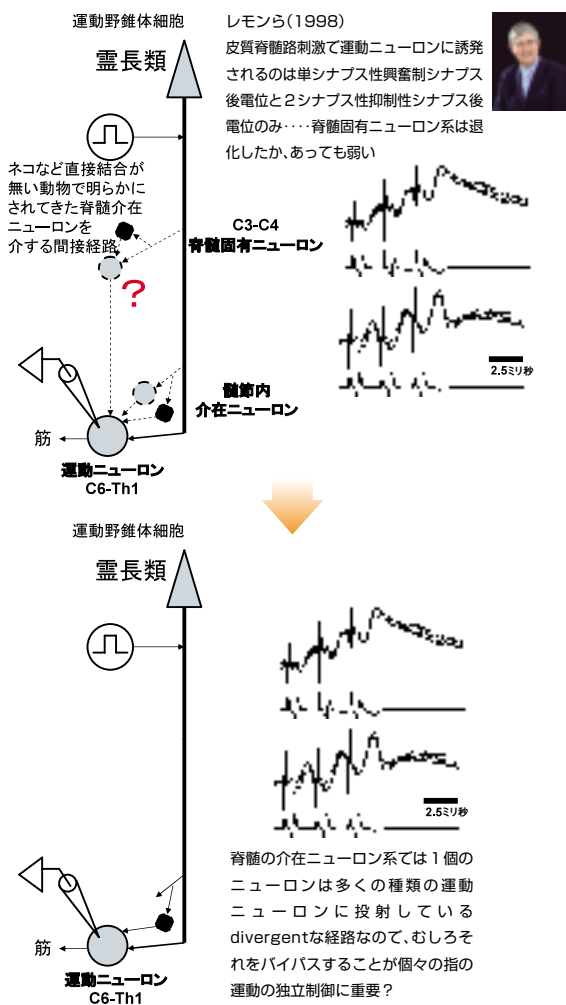 運動野錐体細胞
霊長類
レモンら(1998)
皮質脊髄路刺激で運動ニューロンに誘発
されるのは単シナプス性興奮制シナプス
後電位と2シナプス性抑制性シナプス後
電位のみ‥‥脊髄固有ニューロン系は退
化したか、あっても弱い
ネコなど直接結合が
無い動物で明らかに
されてきた脊髄介在
ニューロンを
介する間接経路
C3-C4
脊髄固有ニューロン
?
2.5ミリ秒
髄節内
介在ニューロン
筋
運動ニューロン
C6-Th1
運動野錐体細胞
霊長類
2.5ミリ秒
脊髄の介在ニューロン系では1個の
ニューロンは多くの種類の運動
ニューロンに投射している
divergentな経路なので、むしろそ
れをバイパスすることが個々の指の
運動の独立制御に重要?
筋
運動ニューロン
C6-Th1